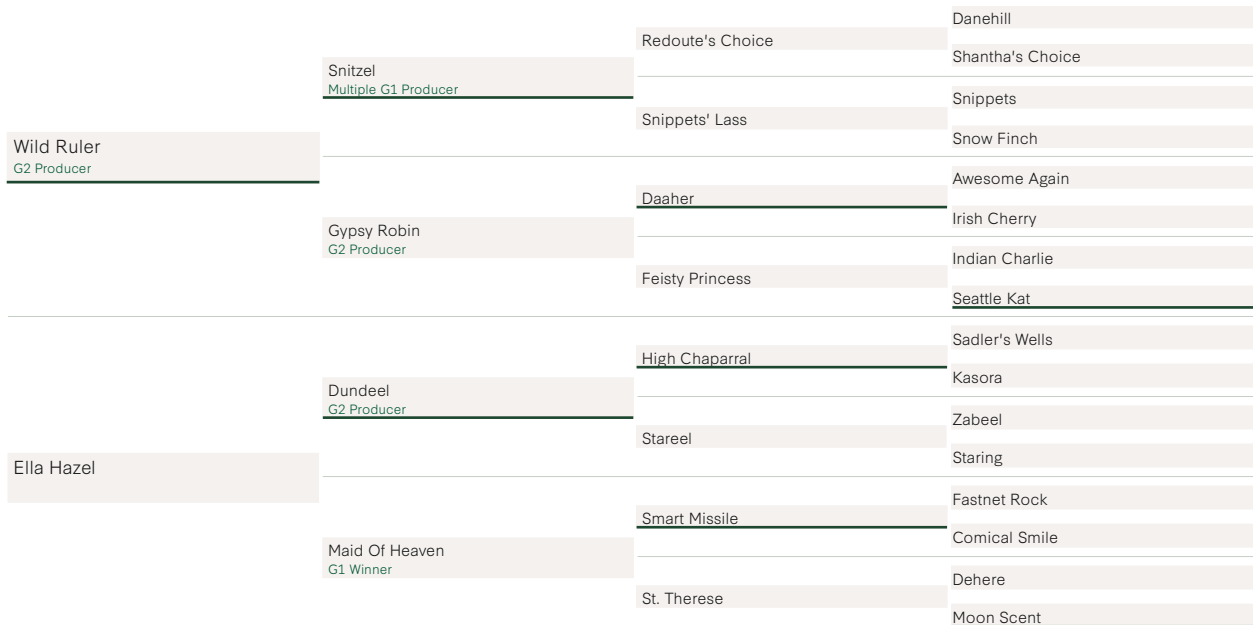 Wild Ruler
G2 Producer
Snitzel
Multiple G1 Producer
Redoute's Choice
Danehill
Shantha's Choice
Snippets' Lass
Snippets
Snow Finch
Gypsy Robin
G2 Producer
Daaher
Awesome Again
Irish Cherry
Feisty Princess
Indian Charlie
Seattle Kat
Ella Hazel
Dundeel
G2 Producer
High Chaparral
Sadler's Wells
Kasora
Stareel
Zabeel
Staring
Maid Of Heaven
G1 Winner
Smart Missile
Fastnet Rock
Comical Smile
St. Therese
Dehere
Moon Scent